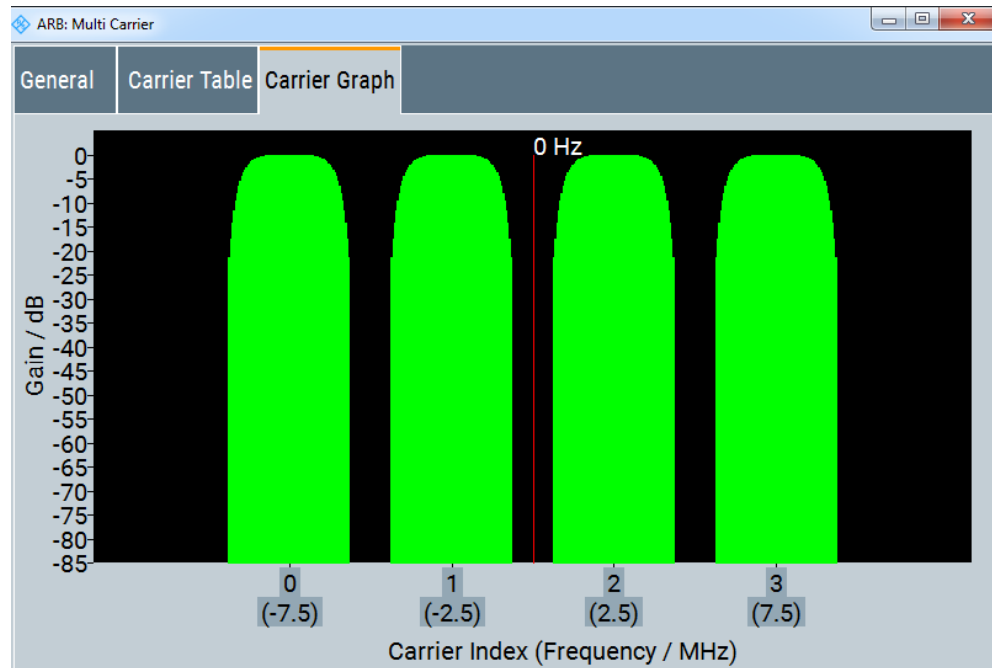 ARB: Multi Carrier
General Carrier Table Carrier Graph
0 Hz
0
-5
-10
-15
-20
-25
-30
-35
-40
-45
-50
-55
-60
-65
-70
-75
-80
-85
Gain / dB
0 1 2 3
(-7.5) (-2.5) (2.5) (7.5)
Carrier Index (Frequency / MHz)